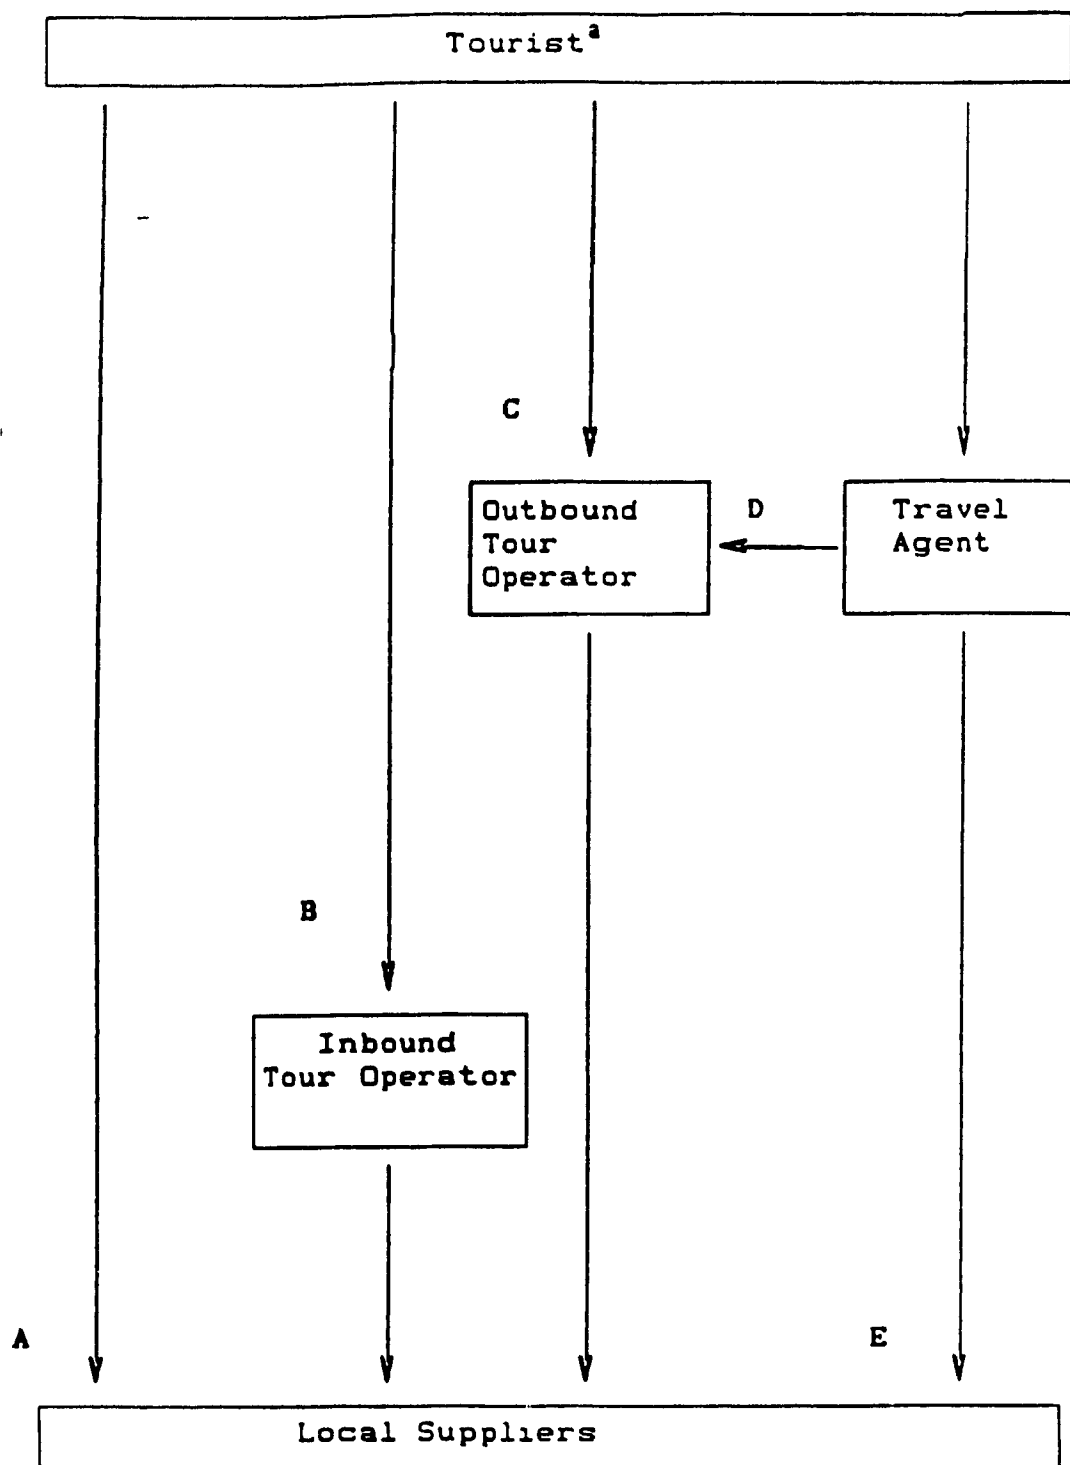 Tourist^a
C
Outbound
Tour
Operator
D
Travel
Agent
B
Inbound
Tour Operator
A
E
Local Suppliers